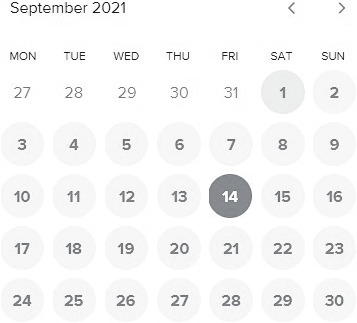 September 2021
MON TUE WED THU FRI SAT SUN
27 28 29 30 31 1 2
3 4 5 6 7 8 9
10 11 12 13 14 15 16
17 18 19 20 21 22 23
24 25 26 27 28 29 30